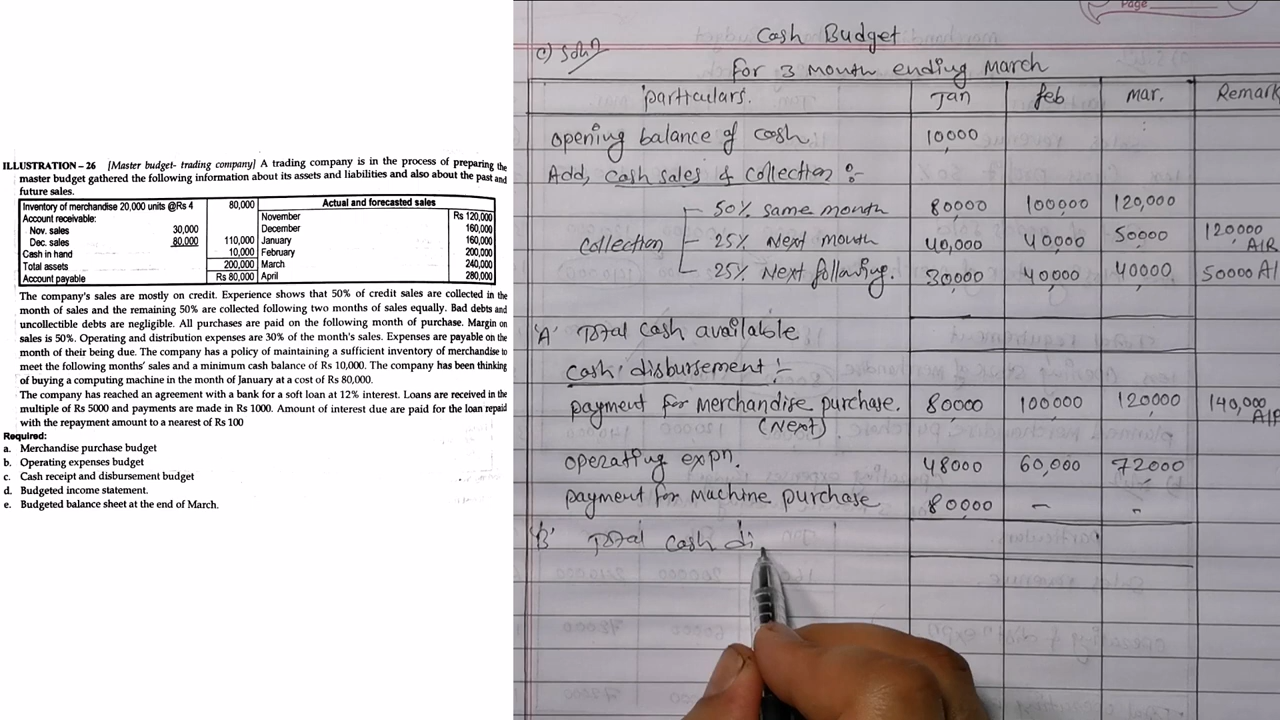 ILLUSTRATION – 26 [Master budget- trading company] A trading company is in the process of preparing the
master budget gathered the following information about its assets and liabilities and also about the past and
future sales.
Inventory of merchandise 20,000 units @Rs 4 80,000 Actual and forecasted sales
Account receivable: November Rs 120,000
Nov. sales 30,000 December 160,000
Dec. sales 80,000 110,000 January 160,000
Cash in hand 10,000 February 200,000
Total assets 200,000 March 240,000
Account payable Rs 80,000 April 280,000
The company's sales are mostly on credit. Experience shows that 50% of credit sales are collected in the
month of sales and the remaining 50% are collected following two months of sales equally. Bad debts and
uncollectible debts are negligible. All purchases are paid on the following month of purchase. Margin on
sales is 50%. Operating and distribution expenses are 30% of the month's sales. Expenses are payable on the
month of their being due. The company has a policy of maintaining a sufficient inventory of merchandise to
meet the following months' sales and a minimum cash balance of Rs 10,000. The company has been thinking
of buying a computing machine in the month of January at a cost of Rs 80,000.
The company has reached an agreement with a bank for a soft loan at 12% interest. Loans are received in the
multiple of Rs 5000 and payments are made in Rs 1000. Amount of interest due are paid for the loan repaid
with the repayment amount to a nearest of Rs 100
Required:
a. Merchandise purchase budget
b. Operating expenses budget
c. Cash receipt and disbursement budget
d. Budgeted income statement.
e. Budgeted balance sheet at the end of March.
Page
Cash Budget
c) Solnn
For 3 month ending March
particulars. Jan feb mar. Remark
opening balance of cash 10000
Add, cash sales & collection :-
50% same month 80000 100000 120,000
collection 25% Next month 40,000 40000 50000 120000 A/R
25% Next following. 30000 40000 40000 50000 A/
'A' Total cash available
cash disbursement :-
payment for Merchandise purchase. 80000 100000 120000 140,000 A/P
(Next)
operating expn. 48000 60,000 72000
payment for machine purchase 80000 - -
'B' Total cash di